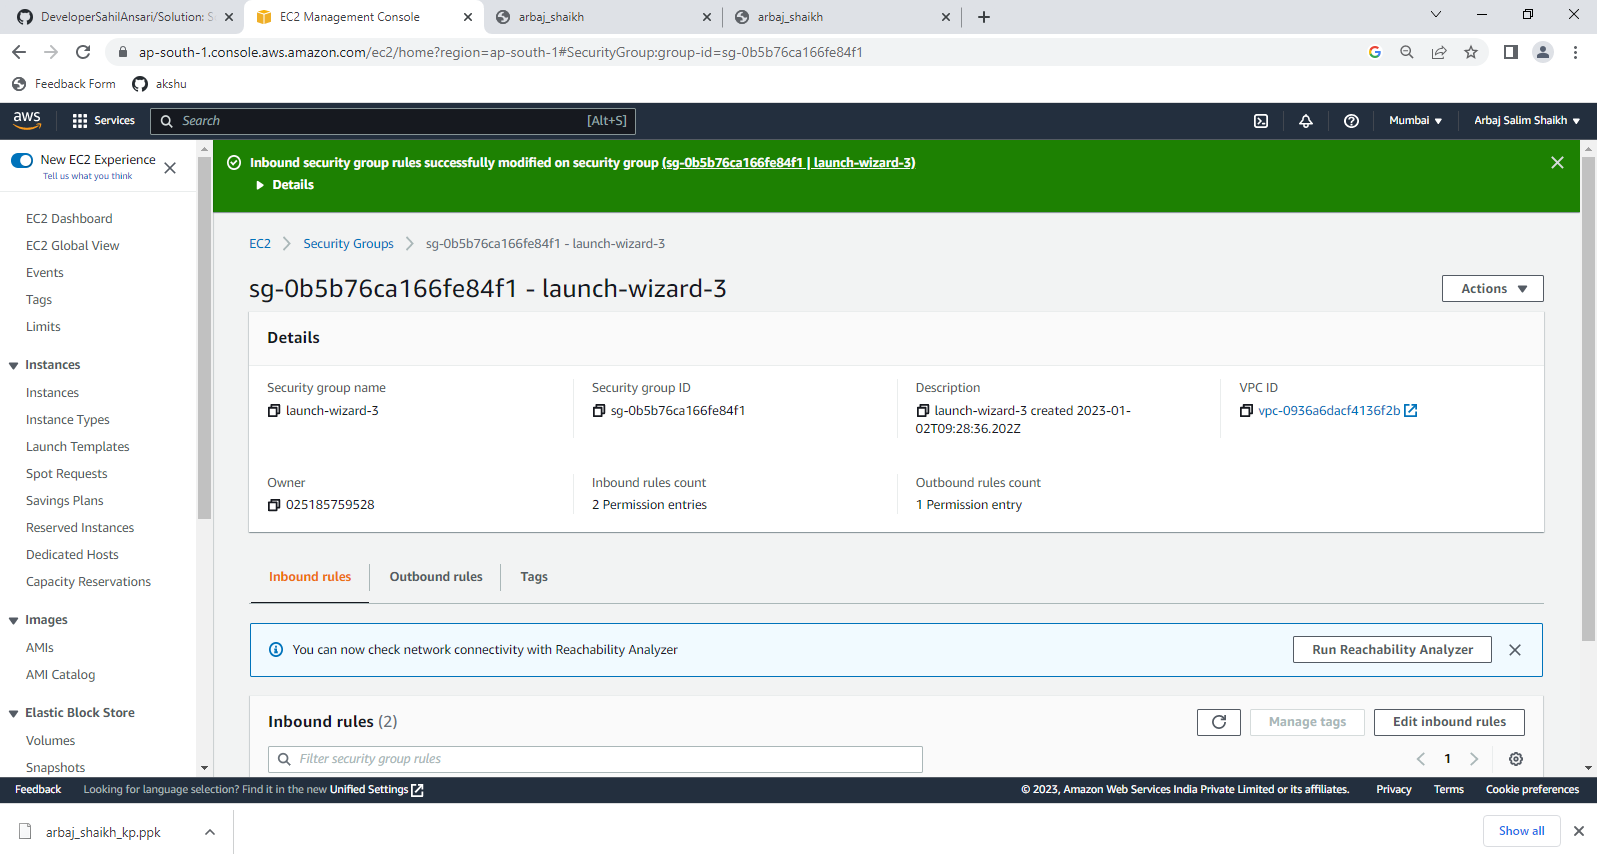 DeveloperSahilAnsari/Solution: S
EC2 Management Console
arbaj_shaikh
arbaj_shaikh
ap-south-1.console.aws.amazon.com/ec2/home?region=ap-south-1#SecurityGroup:group-id=sg-0b5b76ca166fe84f1
Feedback Form
akshu
aws
Services
Search
[Alt+S]
Mumbai
Arbaj Salim Shaikh
New EC2 Experience
Tell us what you think
EC2 Dashboard
EC2 Global View
Events
Tags
Limits
Instances
Instances
Instance Types
Launch Templates
Spot Requests
Savings Plans
Reserved Instances
Dedicated Hosts
Capacity Reservations
Images
AMIs
AMI Catalog
Elastic Block Store
Volumes
Snapshots
Inbound security group rules successfully modified on security group (sg-0b5b76ca166fe84f1 | launch-wizard-3)
Details
EC2
Security Groups
sg-0b5b76ca166fe84f1 - launch-wizard-3
sg-0b5b76ca166fe84f1 - launch-wizard-3
Actions
Details
Security group name
launch-wizard-3
Security group ID
sg-0b5b76ca166fe84f1
Description
launch-wizard-3 created 2023-01-
02T09:28:36.202Z
VPC ID
vpc-0936a6dacf4136f2b
Owner
025185759528
Inbound rules count
2 Permission entries
Outbound rules count
1 Permission entry
Inbound rules
Outbound rules
Tags
You can now check network connectivity with Reachability Analyzer
Run Reachability Analyzer
Inbound rules (2)
Manage tags
Edit inbound rules
Filter security group rules
1
Feedback
Looking for language selection? Find it in the new Unified Settings
© 2023, Amazon Web Services India Private Limited or its affiliates.
Privacy
Terms
Cookie preferences
arbaj_shaikh_kp.ppk
Show all